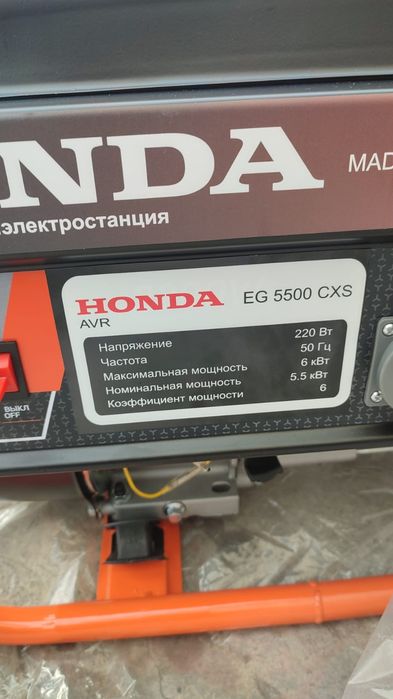 NDA
MAD
электростанция
HONDA EG 5500 CXS
AVR
Напряжение 220 Вт
Частота 50 Гц
Максимальная мощность 6 кВт
Номинальная мощность 5.5 кВт
Коэффициент мощности 6
ВЫКЛ
OFF